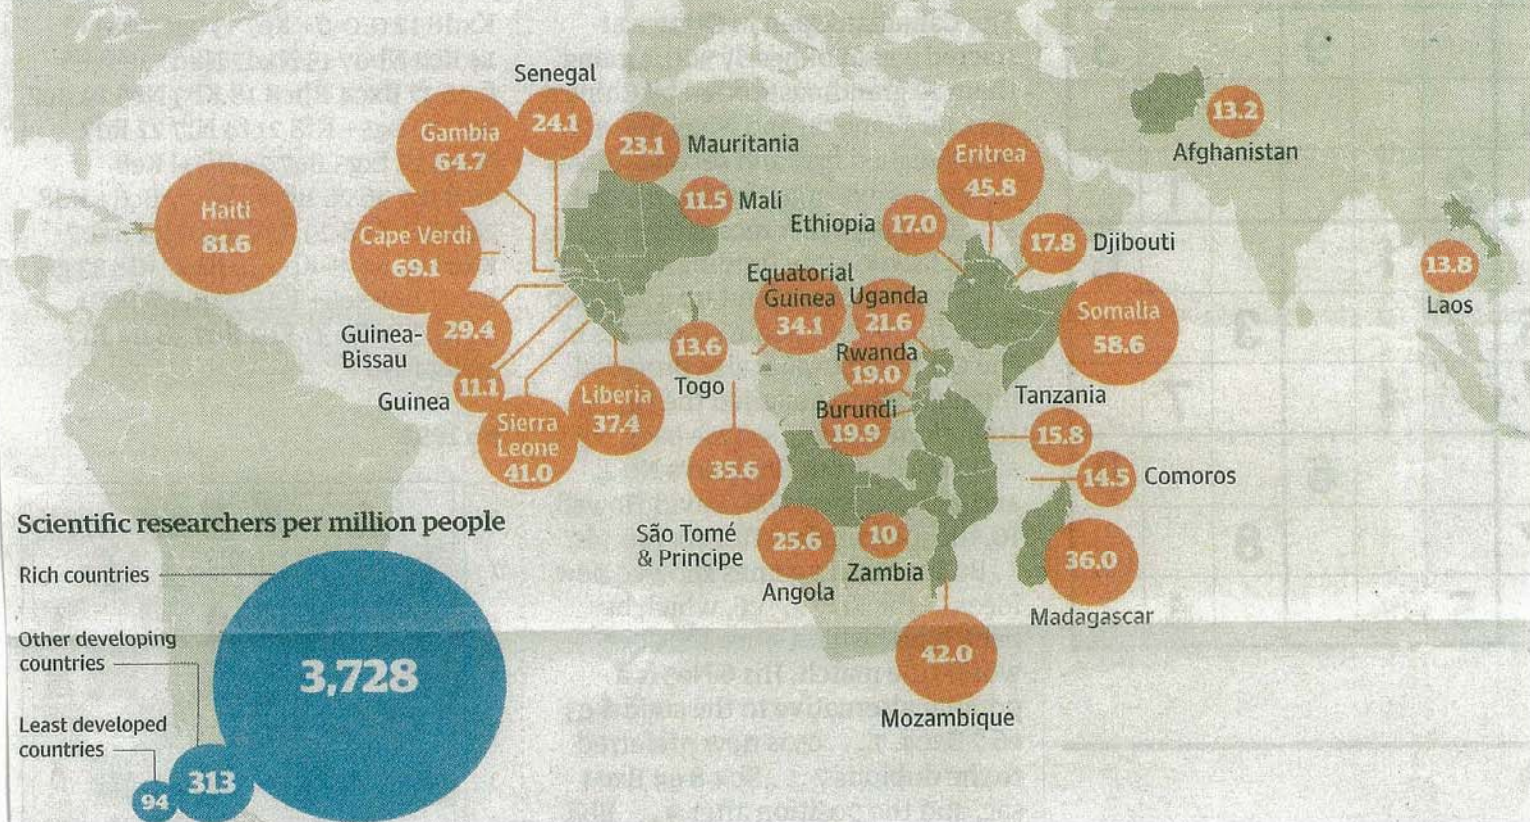 Senegal
24.1
Gambia
64.7
23.1 Mauritania
13.2
Afghanistan
Eritrea
45.8
Haiti
81.6
11.5 Mali
Ethiopia 17.0
Cape Verdi
69.1
17.8 Djibouti
13.8
Laos
Equatorial
Guinea
34.1
Uganda
21.6
Somalia
58.6
Guinea-
Bissau
29.4
13.6
Togo
Rwanda
19.0
11.1
Guinea
Liberia
37.4
Burundi
19.9
Tanzania
15.8
Sierra
Leone
41.0
35.6
São Tomé
& Principe
14.5 Comoros
25.6
Angola
10
Zambia
36.0
Madagascar
42.0
Mozambique
Scientific researchers per million people
Rich countries
3,728
Other developing
countries
313
Least developed
countries
94